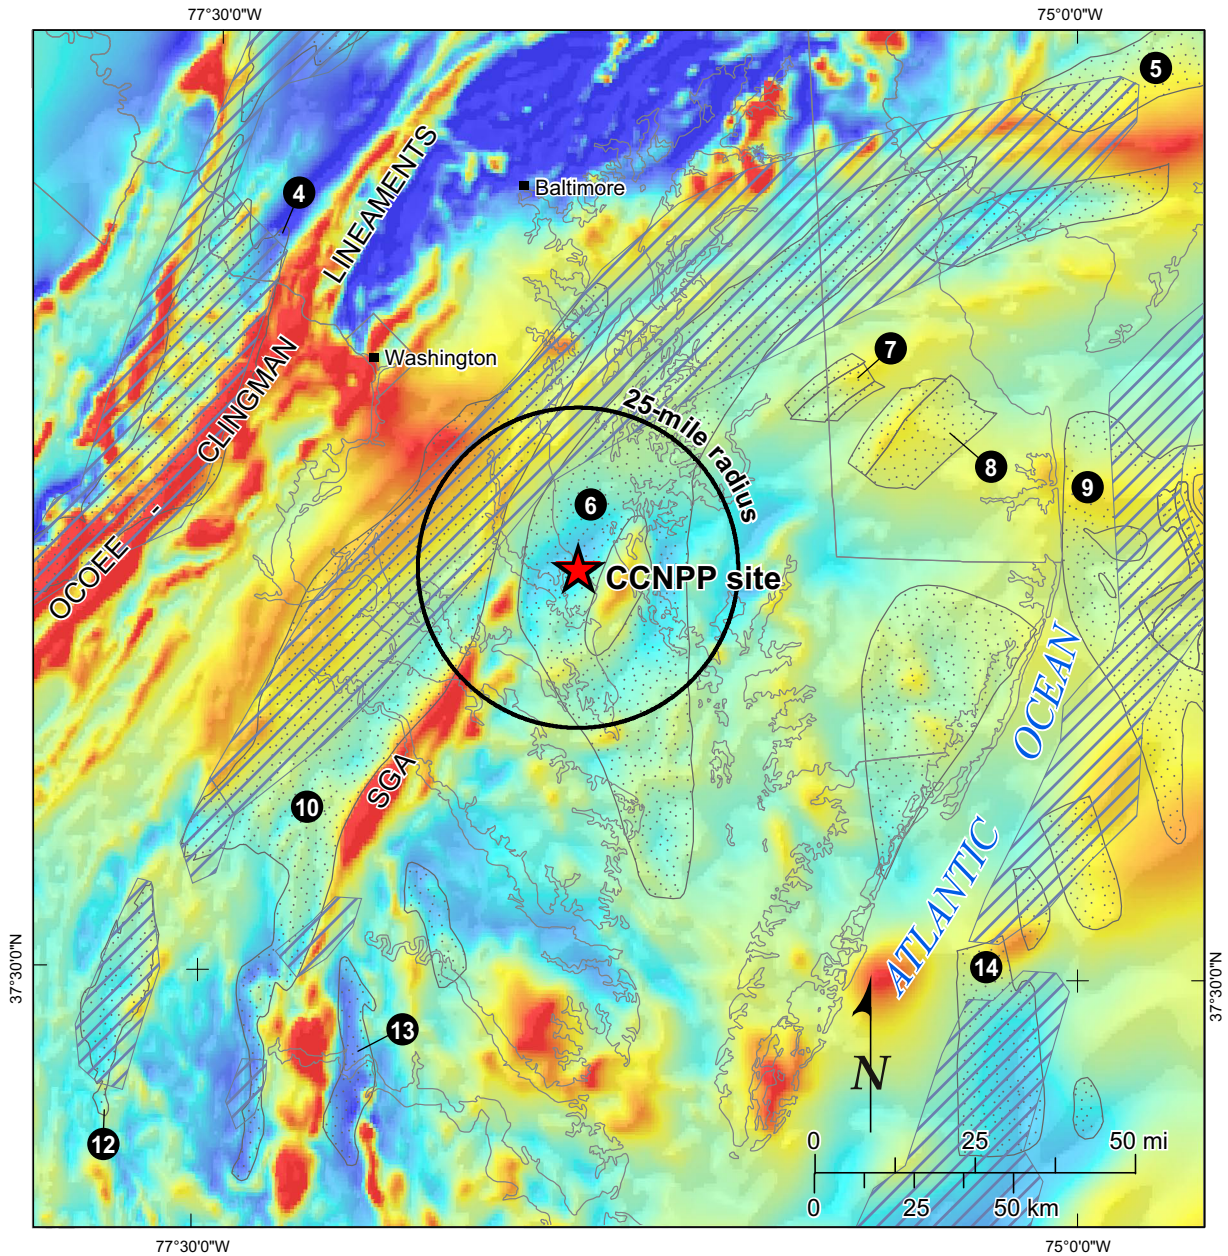 77°30'0"W
75°0'0"W
5
4
LINEAMENTS
Baltimore
CLINGMAN
Washington
7
25-mile radius
8
9
6
OCOEE -
CCNPP site
OCEAN
SGA
10
ATLANTIC
37°30'0"N
14
37°30'0"N
13
N
12
0 25 50 mi
0 25 50 km
77°30'0"W
75°0'0"W